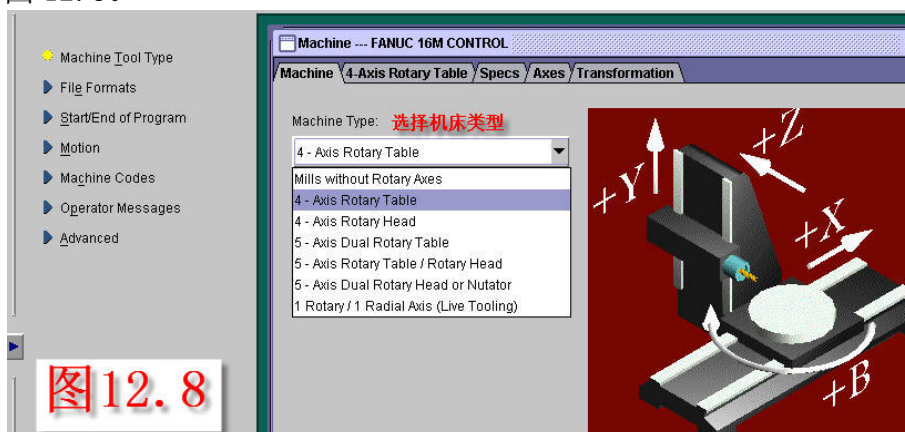 Machine Tool Type
File Formats
Start/End of Program
Motion
Machine Codes
Operator Messages
Advanced
Machine --- FANUC 16M CONTROL
Machine 4-Axis Rotary Table Specs Axes Transformation
Machine Type: 选择机床类型
4 - Axis Rotary Table
Mills without Rotary Axes
4 - Axis Rotary Table
4 - Axis Rotary Head
5 - Axis Dual Rotary Table
5 - Axis Rotary Table / Rotary Head
5 - Axis Dual Rotary Head or Nutator
1 Rotary / 1 Radial Axis (Live Tooling)
+Z
+Y
+X
+B
图12.8